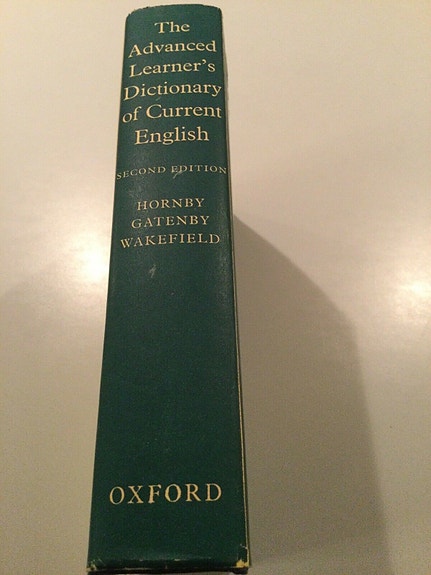 The
Advanced
Learner's
Dictionary
of Current
English
SECOND EDITION
HORNBY
GATENBY
WAKEFIELD
OXFORD